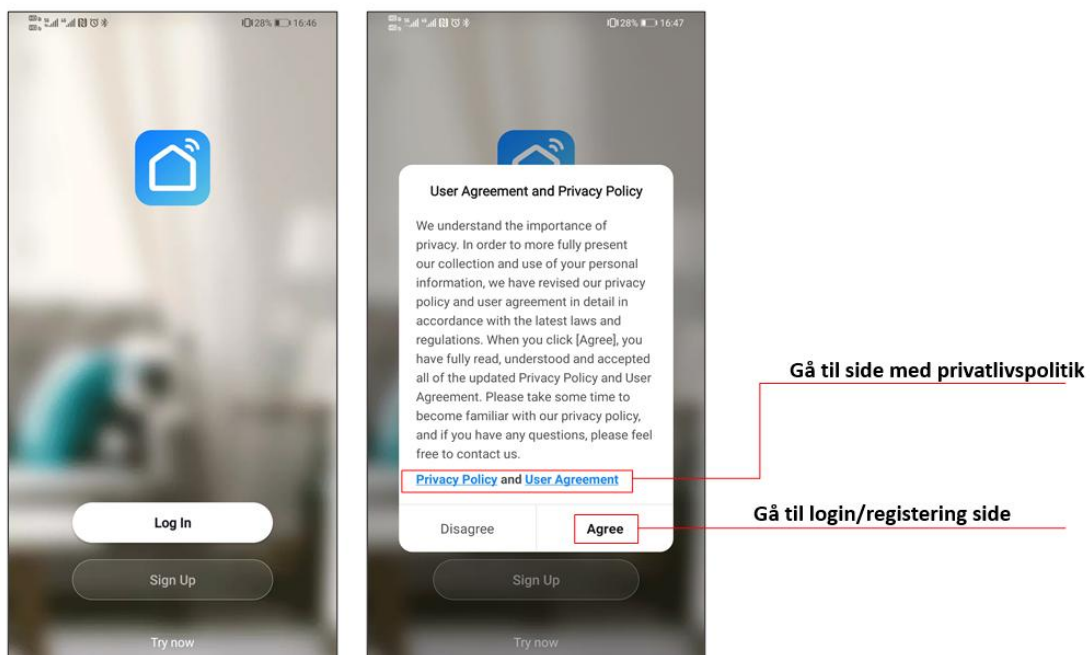 28% 16:46
Log In
Sign Up
Try now
28% 16:47
User Agreement and Privacy Policy
We understand the importance of
privacy. In order to more fully present
our collection and use of your personal
information, we have revised our privacy
policy and user agreement in detail in
accordance with the latest laws and
regulations. When you click [Agree], you
have fully read, understood and accepted
all of the updated Privacy Policy and User
Agreement. Please take some time to
become familiar with our privacy policy,
and if you have any questions, please feel
free to contact us.
Privacy Policy and User Agreement
Disagree Agree
Sign Up
Try now
Gå til side med privatlivspolitik
Gå til login/registering side